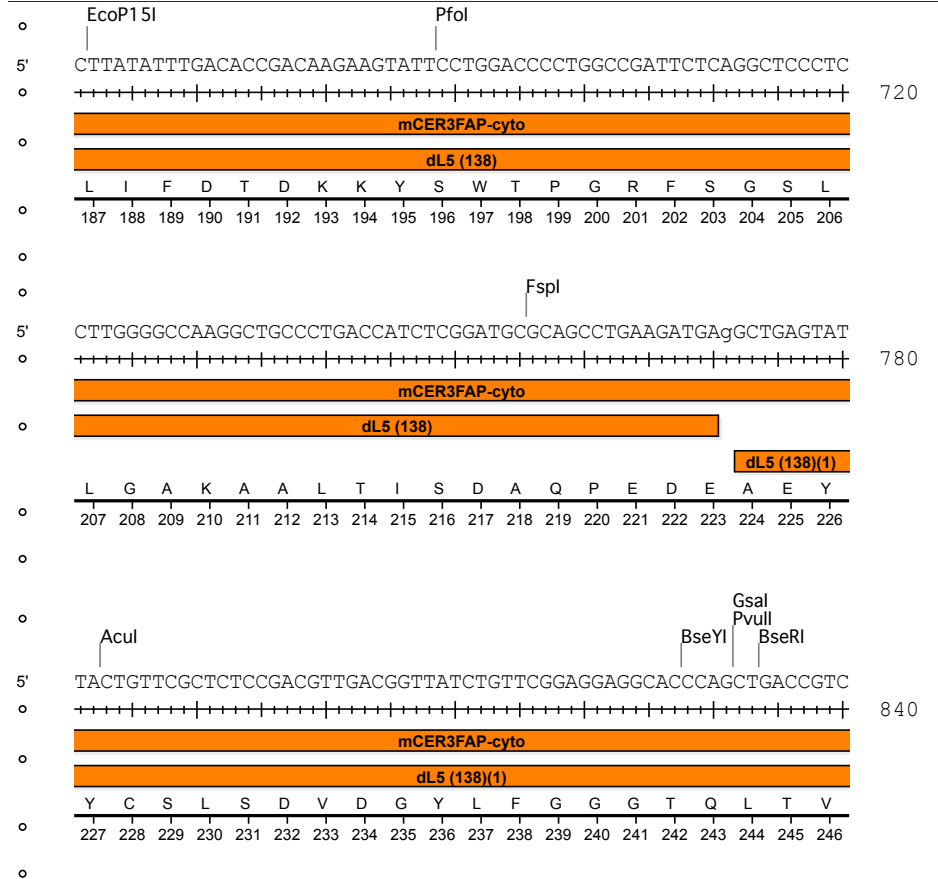 EcoP15I PfoI
5' CTTATATTTGACACCGACAAGAAGTATTCCTGGACCCCTGGCCGATTCTCAGGCTCCCTC
720
mCER3FAP-cyto
dL5 (138)
L I F D T D K K Y S W T P G R F S G S L
187 188 189 190 191 192 193 194 195 196 197 198 199 200 201 202 203 204 205 206
FspI
5' CTTGGGGCCAAGGCTGCCCTGACCATCTCGGATGCGCAGCCTGAAGATGAgGCTGAGTAT
780
mCER3FAP-cyto
dL5 (138)
dL5 (138)(1)
L G A K A A L T I S D A Q P E D E A E Y
207 208 209 210 211 212 213 214 215 216 217 218 219 220 221 222 223 224 225 226
GsaI
PvuII
AcuI BseYI BseRI
5' TACTGTTCGCTCTCCGACGTTGACGGTTATCTGTTCGGAGGAGGCACCCAGCTGACCGTC
840
mCER3FAP-cyto
dL5 (138)(1)
Y C S L S D V D G Y L F G G G T Q L T V
227 228 229 230 231 232 233 234 235 236 237 238 239 240 241 242 243 244 245 246